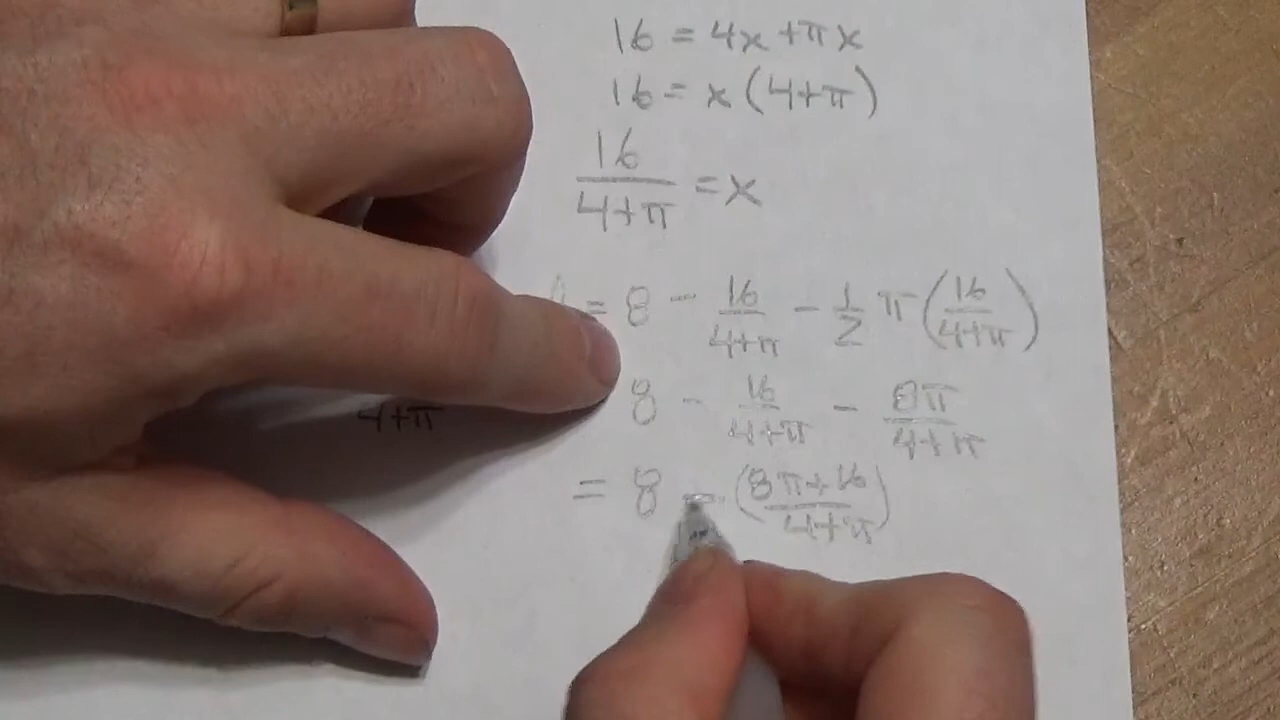 16 = 4x + πx
16 = x(4+π)
16/4+π = x
= 8 - 16/4+π - 1/2 π(16/4+π)
8 - 16/4+π - 8π/4+π
4+π
= 8 - (8π+16/4+π)